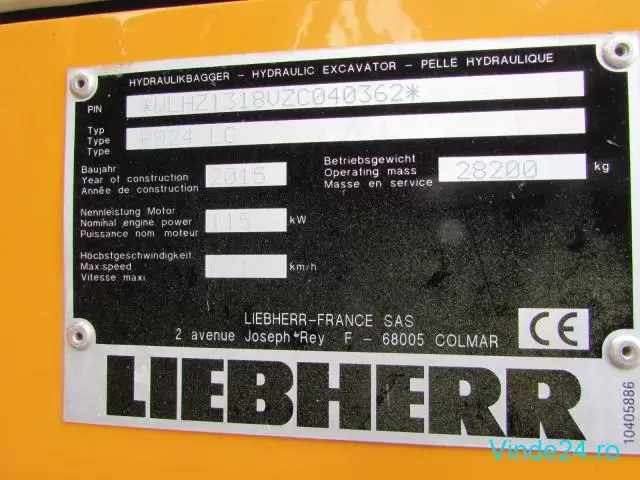 HYDRAULIKBAGGER – HYDRAULIC EXCAVATOR – PELLE HYDRAULIQUE
PIN *WLHZ1318VZC040362*
Typ
Type
Type
R924 LC
Baujahr
Year of construction
Année de construction
2015
Betriebsgewicht
Operating mass
Masse en service
28200 kg
Nennleistung Motor
Nominal engine power
Puissance nom moteur
115 kW
Höchstgeschwindigkeit
Max.speed
Vitesse maxi
km/h
LIEBHERR–FRANCE SAS
2 avenue Joseph Rey F – 68005 COLMAR
CE
LIEBHERR
10405886
Vinde24.ro